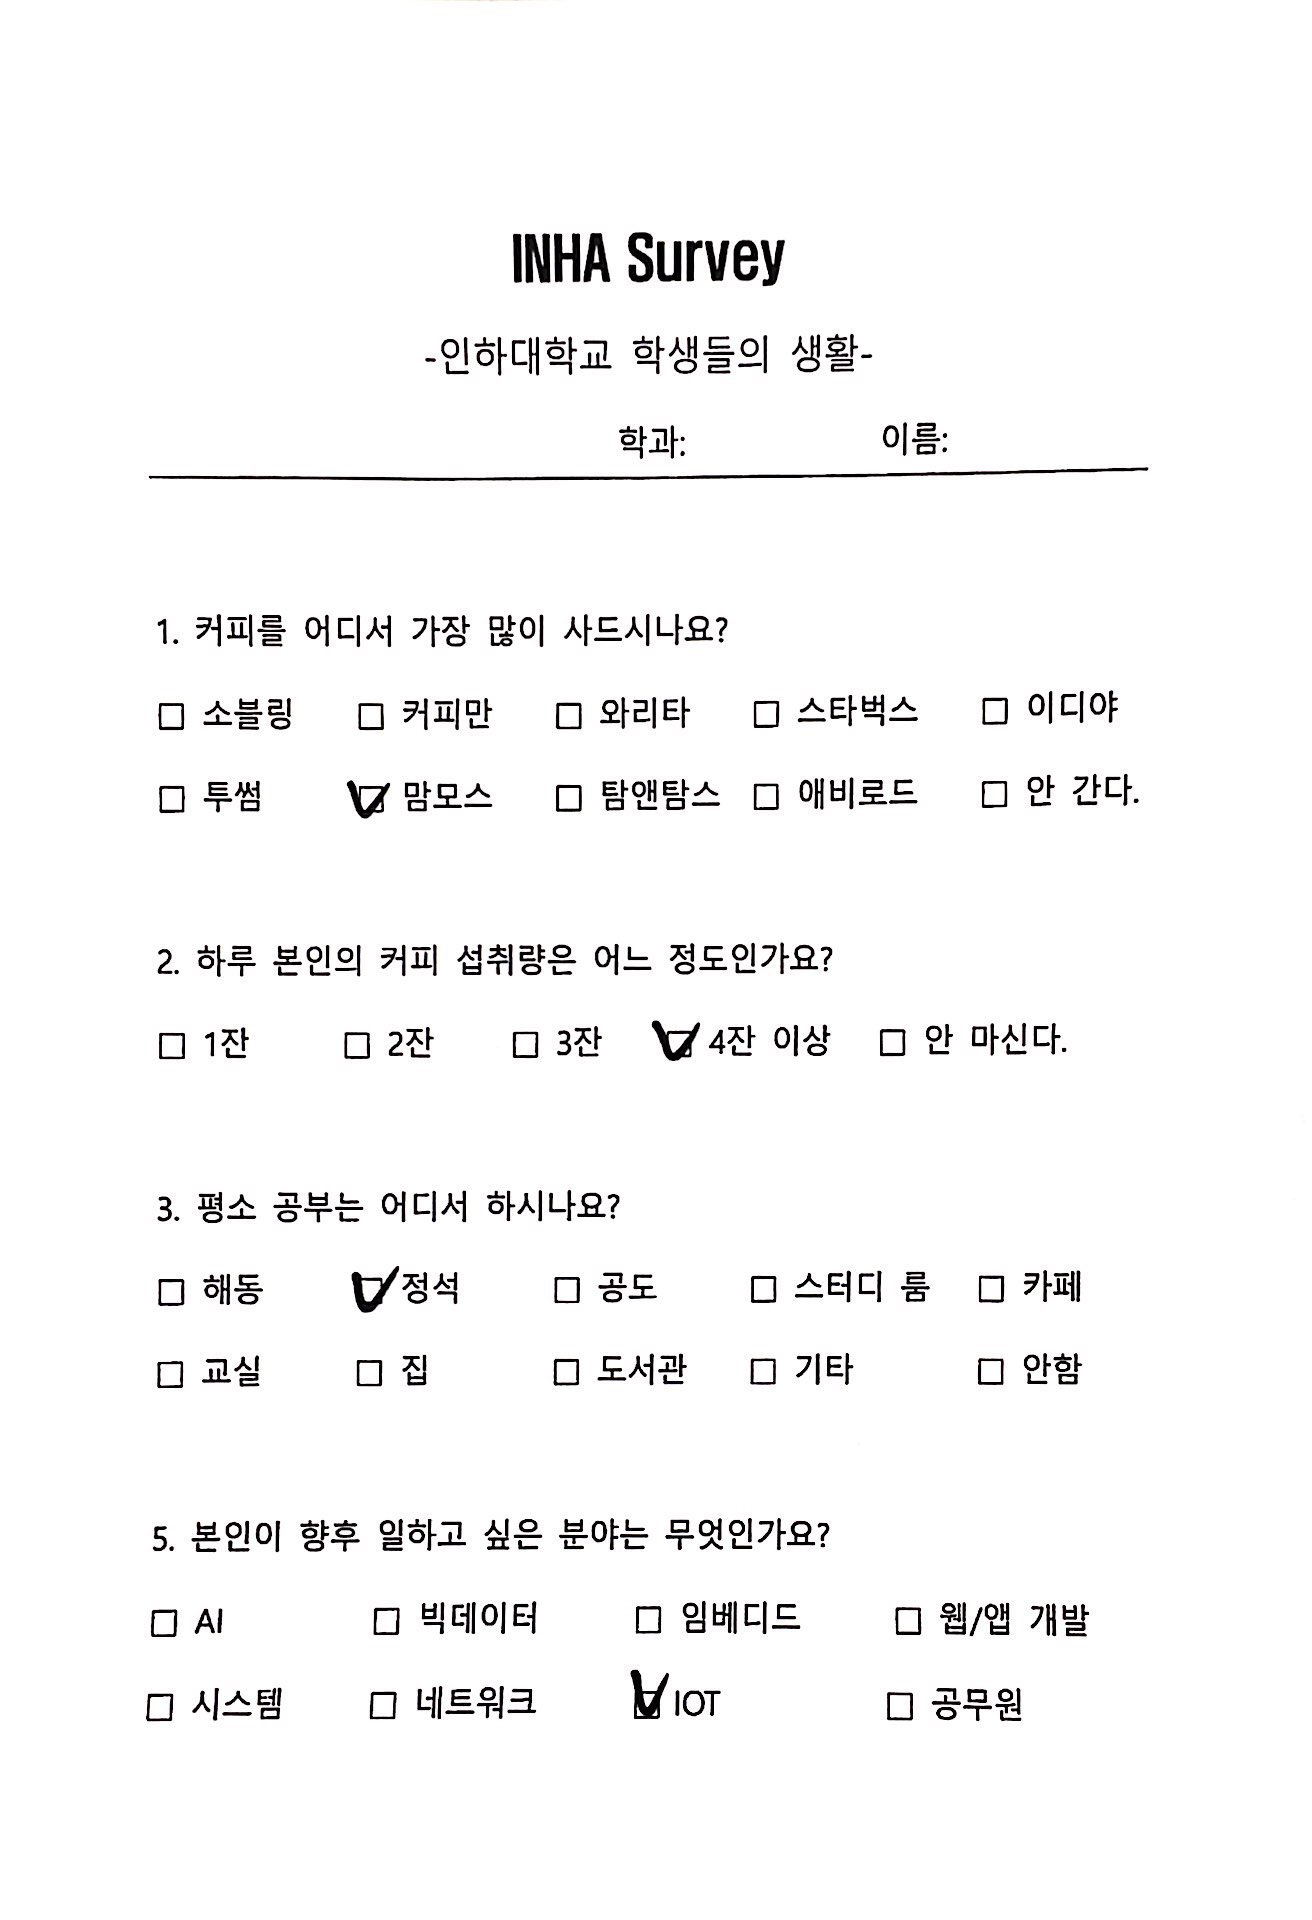 INHA Survey
-인하대학교 학생들의 생활-
학과: 이름:
1. 커피를 어디서 가장 많이 사드시나요?
☐ 소블링 ☐ 커피만 ☐ 와리타 ☐ 스타벅스 ☐ 이디야
☐ 투썸 ☑ 맘모스 ☐ 탐앤탐스 ☐ 애비로드 ☐ 안 간다.
2. 하루 본인의 커피 섭취량은 어느 정도인가요?
☐ 1잔 ☐ 2잔 ☐ 3잔 ☑ 4잔 이상 ☐ 안 마신다.
3. 평소 공부는 어디서 하시나요?
☐ 해동 ☑ 정석 ☐ 공도 ☐ 스터디 룸 ☐ 카페
☐ 교실 ☐ 집 ☐ 도서관 ☐ 기타 ☐ 안함
5. 본인이 향후 일하고 싶은 분야는 무엇인가요?
☐ AI ☐ 빅데이터 ☐ 임베디드 ☐ 웹/앱 개발
☐ 시스템 ☐ 네트워크 ☑ IOT ☐ 공무원